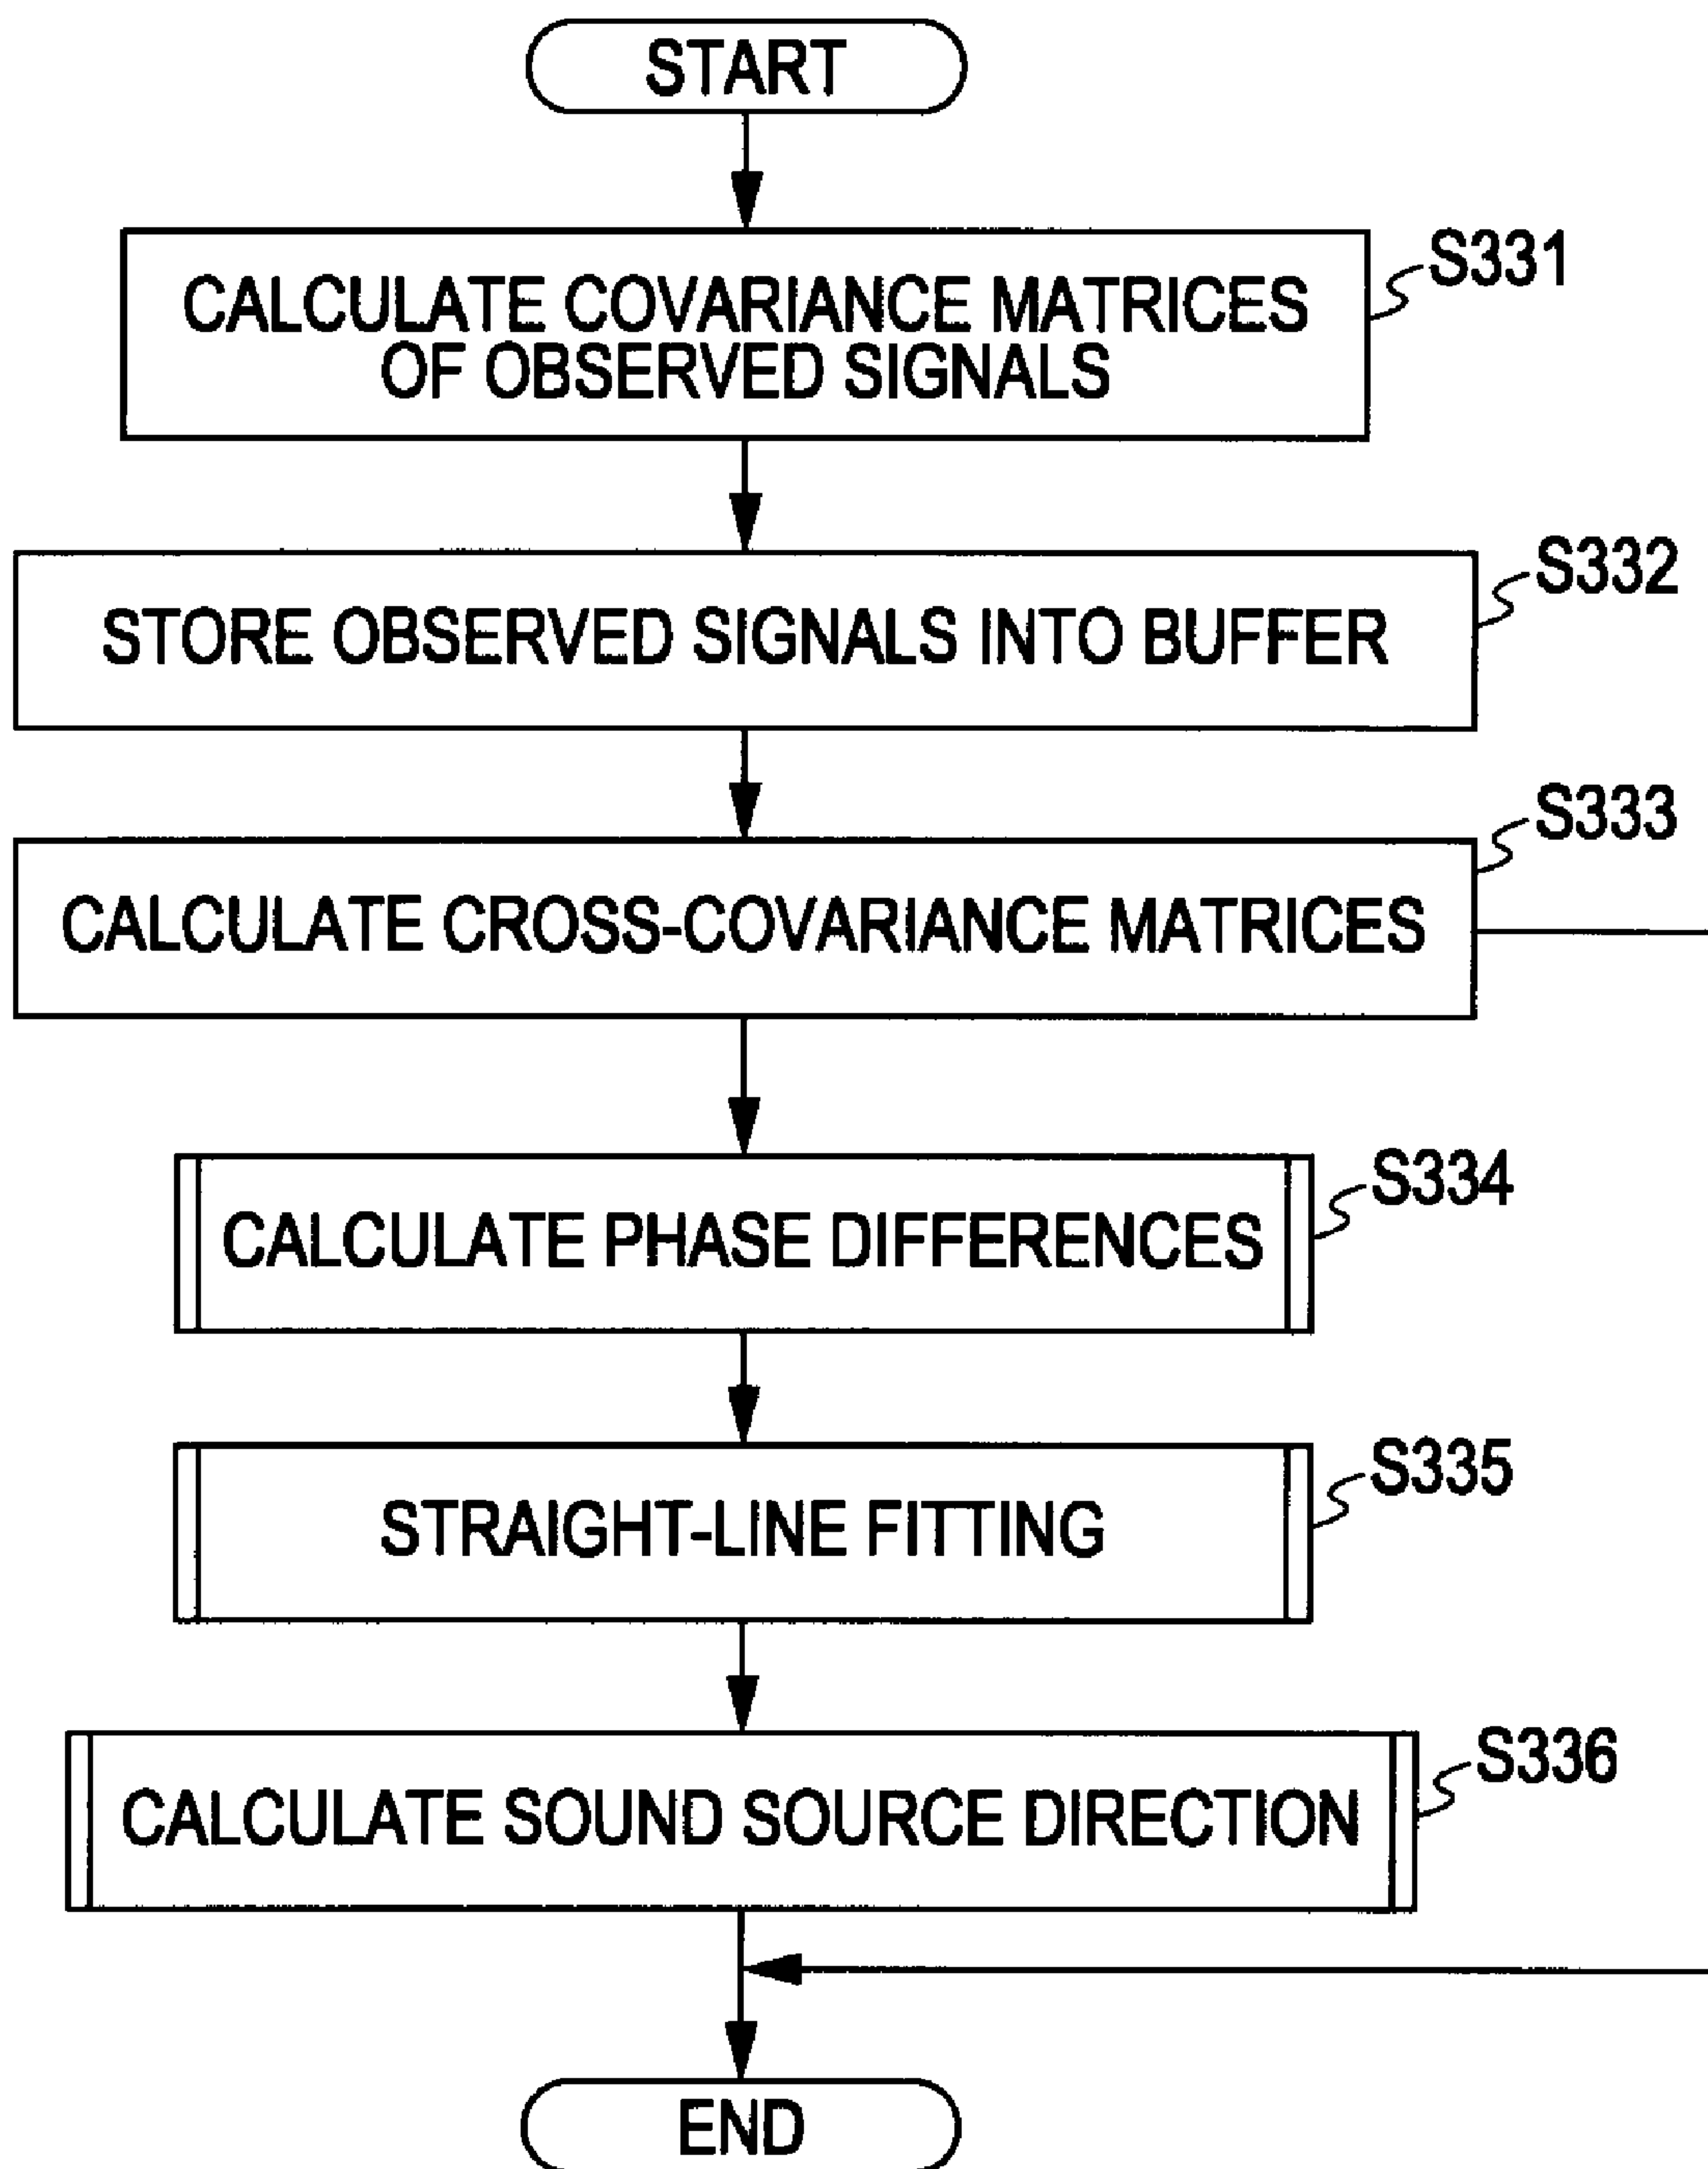 START
CALCULATE COVARIANCE MATRICES
OF OBSERVED SIGNALS
S331
STORE OBSERVED SIGNALS INTO BUFFER
S332
CALCULATE CROSS-COVARIANCE MATRICES
S333
CALCULATE PHASE DIFFERENCES
S334
STRAIGHT-LINE FITTING
S335
CALCULATE SOUND SOURCE DIRECTION
S336
END